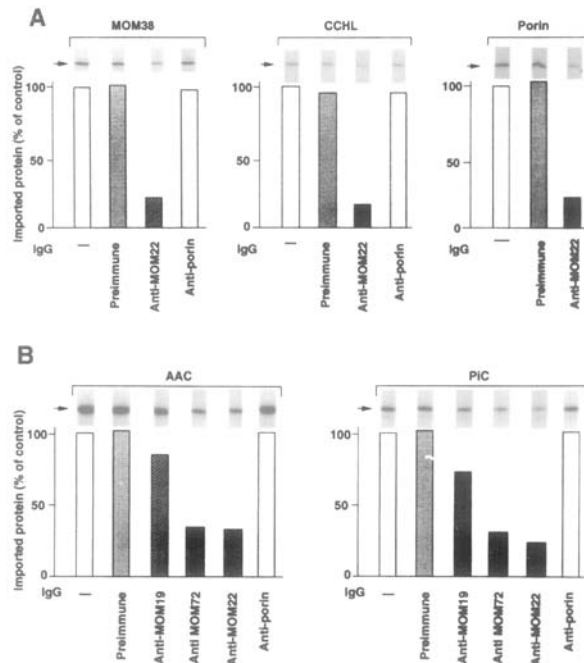 A
MOM38
CCHL
Porin
Imported protein (% of control)
100
50
0
IgG
—
Preimmune
Anti-MOM22
Anti-porin
100
50
0
IgG
—
Preimmune
Anti-MOM22
Anti-porin
100
50
0
IgG
—
Preimmune
Anti-MOM22
B
AAC
PiC
Imported protein (% of control)
100
50
0
IgG
—
Preimmune
Anti-MOM19
Anti MOM72
Anti-MOM22
Anti-porin
100
50
0
IgG
—
Preimmune
Anti-MOM19
Anti MOM72
Anti-MOM22
Anti-porin